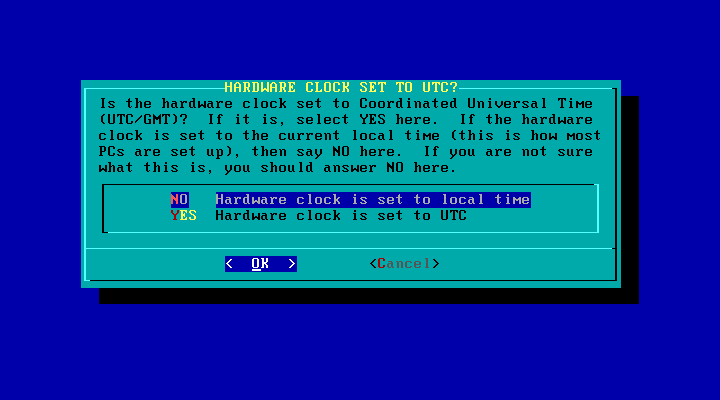 HARDWARE CLOCK SET TO UTC?
Is the hardware clock set to Coordinated Universal Time
(UTC/GMT)?  If it is, select YES here.  If the hardware
clock is set to the current local time (this is how most
PCs are set up), then say NO here.  If you are not sure
what this is, you should answer NO here.
NO   Hardware clock is set to local time
YES  Hardware clock is set to UTC
<  OK  >        <Cancel>